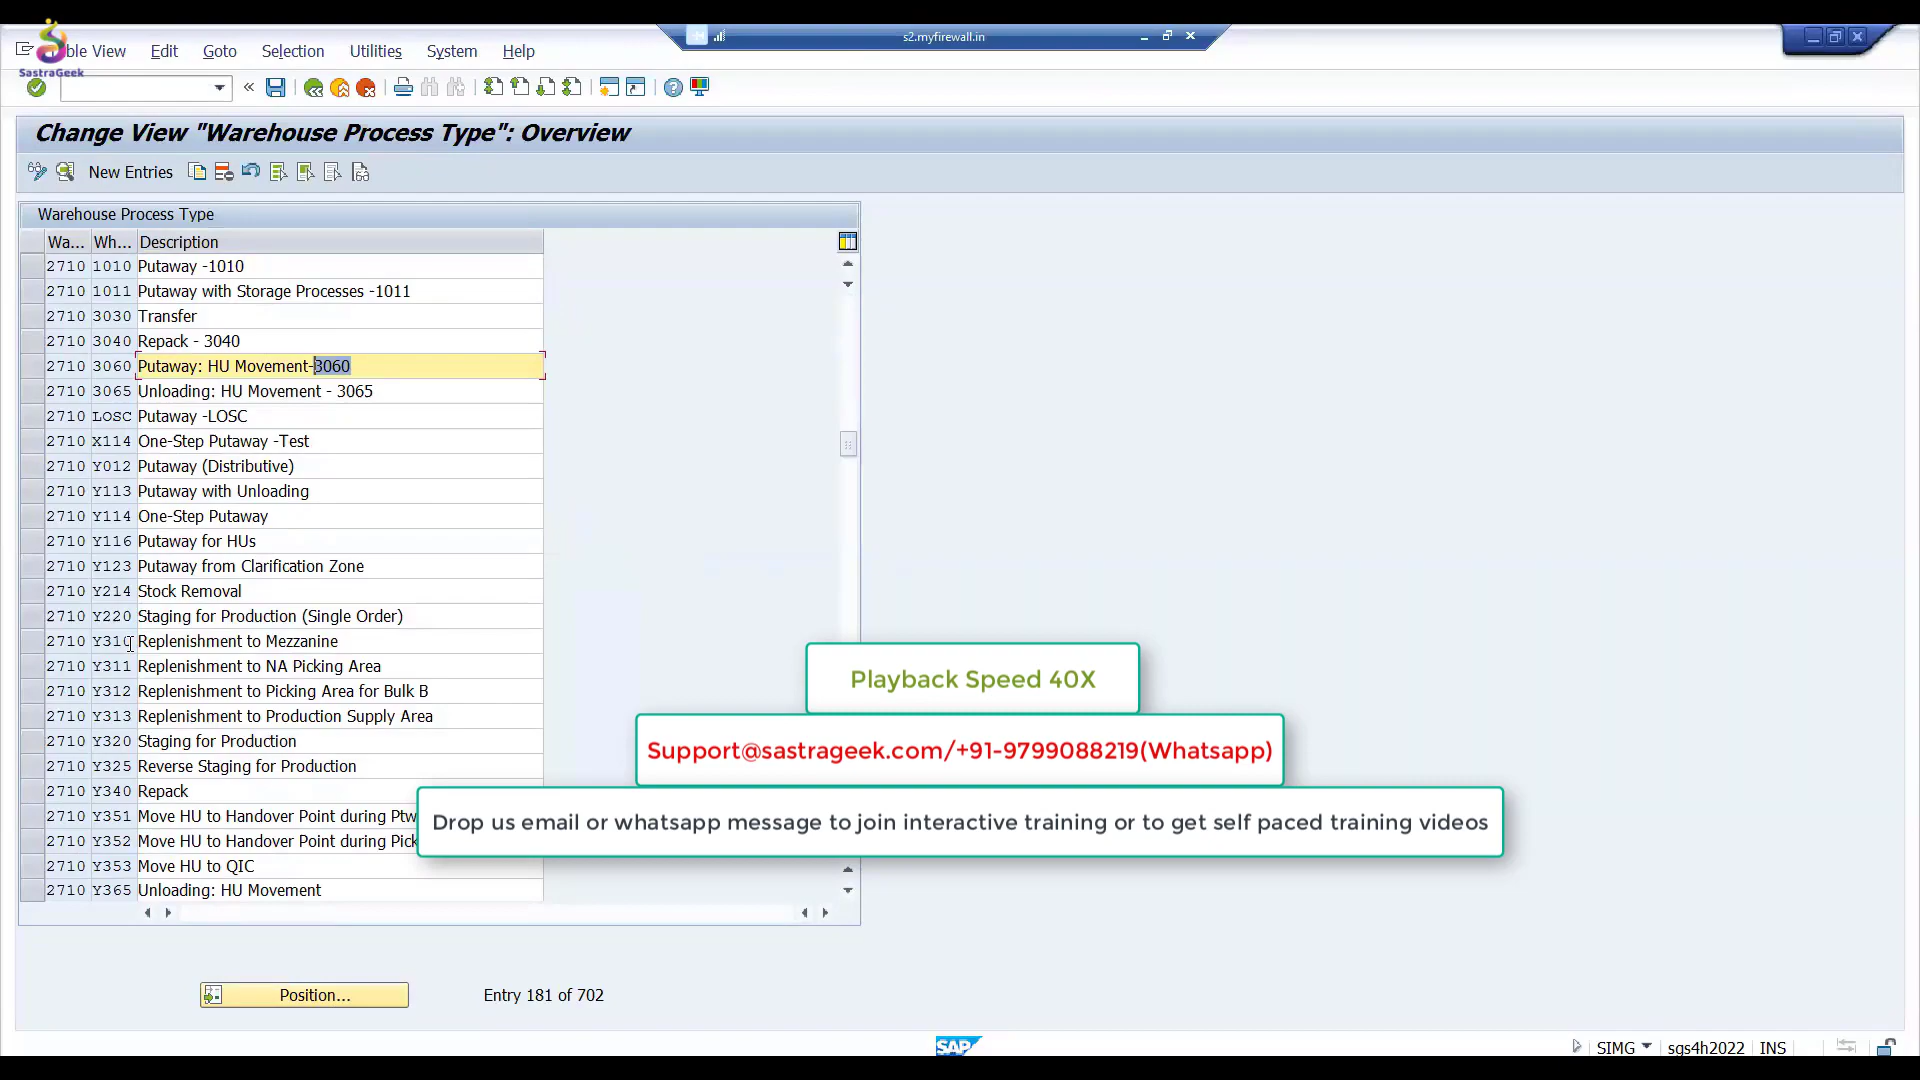 s2.myfirewall.in
ble View Edit Goto Selection Utilities System Help
SastraGeek
Change View "Warehouse Process Type": Overview
New Entries
Warehouse Process Type
Wa... Wh... Description
2710 1010 Putaway -1010
2710 1011 Putaway with Storage Processes -1011
2710 3030 Transfer
2710 3040 Repack - 3040
2710 3060 Putaway: HU Movement-3060
2710 3065 Unloading: HU Movement - 3065
2710 LOSC Putaway -LOSC
2710 X114 One-Step Putaway -Test
2710 Y012 Putaway (Distributive)
2710 Y113 Putaway with Unloading
2710 Y114 One-Step Putaway
2710 Y116 Putaway for HUs
2710 Y123 Putaway from Clarification Zone
2710 Y214 Stock Removal
2710 Y220 Staging for Production (Single Order)
2710 Y310 Replenishment to Mezzanine
2710 Y311 Replenishment to NA Picking Area
2710 Y312 Replenishment to Picking Area for Bulk B
2710 Y313 Replenishment to Production Supply Area
2710 Y320 Staging for Production
2710 Y325 Reverse Staging for Production
2710 Y340 Repack
2710 Y351 Move HU to Handover Point during Ptw
2710 Y352 Move HU to Handover Point during Pick
2710 Y353 Move HU to QIC
2710 Y365 Unloading: HU Movement
Playback Speed 40X
Support@sastrageek.com/+91-9799088219(Whatsapp)
Drop us email or whatsapp message to join interactive training or to get self paced training videos
Position... Entry 181 of 702
SAP
SIMG sgs4h2022 INS